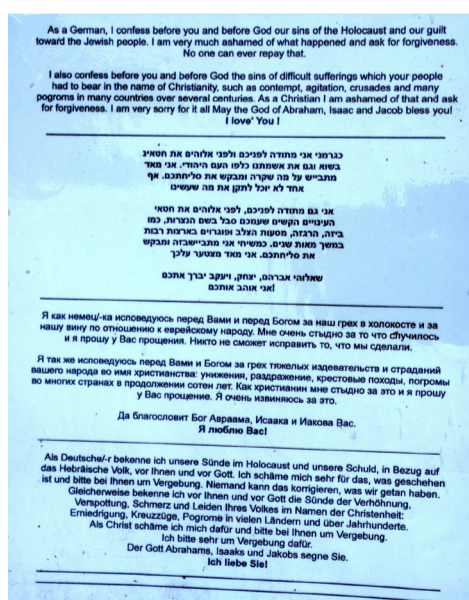 As a German, I confess before you and before God our sins of the Holocaust and our guilt
toward the Jewish people. I am very much ashamed of what happened and ask for forgiveness.
No one can ever repay that.
I also confess before you and before God the sins of difficult sufferings which your people
had to bear in the name of Christianity, such as contempt, agitation, crusades and many
pogroms in many countries over several centuries. As a Christian I am ashamed of that and ask
for forgiveness. I am very sorry for it all May the God of Abraham, Isaac and Jacob bless you!
I love' You !
כגרמני אני מתודה לפניכם ולפני אלוהים את חטאינ
בשוא וגם את אשמתנו כלפו העם היהודי. אני מאד
מתבייש על מה שקרה ומבקש את סליחתכם. אף
אחד לא יוכל לתקן את מה שעשינו
אני גם מתודה לפניכם, לפני אלוהים את חטאי
העינויים הקשים שעמכם סבל בשם הנצרות, כמו
ביזה, הרגזה, מסעות הצלב ופוגרוים בארצות רבות
במשך מאות שנים. כמשיחי אני מתביישבזה ומבקש
את סליחתכם. אני מאד מצטער עלכך
שאלוהי אברהם, יצחק, ויעקב יברך אתכם
!אני אוהב אותכם
Я как немец/-ка исповедуюсь перед Вами и перед Богом за наш грех в холокосте и за
нашу вину по отношению к еврейскому народу. Мне очень стыдно за то что случилось
и я прошу у Вас прощения. Никто не сможет исправить то, что мы сделали.
Я так же исповедуюсь перед Вами и Богом за грех тяжелых издевательств и страданий
вашего народа во имя христианства: унижения, раздражение, крестовые походы, погромы
во многих странах в продолжении сотен лет. Как христианин мне стыдно за это и я прошу
у Вас прощение. Я очень извиняюсь за это.
Да благословит Бог Авраама, Исаака и Иакова Вас.
Я люблю Вас!
Als Deutsche/-r bekenne ich unsere Sünde im Holocaust und unsere Schuld, in Bezug auf
das Hebräische Volk, vor Ihnen und vor Gott. Ich schäme mich sehr für das, was geschehen
ist und bitte bei Ihnen um Vergebung. Niemand kann das korrigieren, was wir getan haben.
Gleicherweise bekenne ich vor Ihnen und vor Gott die Sünde der Verhöhnung,
Verspottung, Schmerz und Leiden Ihres Volkes im Namen der Christenheit:
Erniedrigung, Kreuzzüge, Pogrome in vielen Ländern und über Jahrhunderte.
Als Christ schäme ich mich dafür und bitte bei Ihnen um Vergebung.
Ich bitte sehr um Vergebung dafür.
Der Gott Abrahams, Isaaks und Jakobs segne Sie.
Ich liebe Sie!